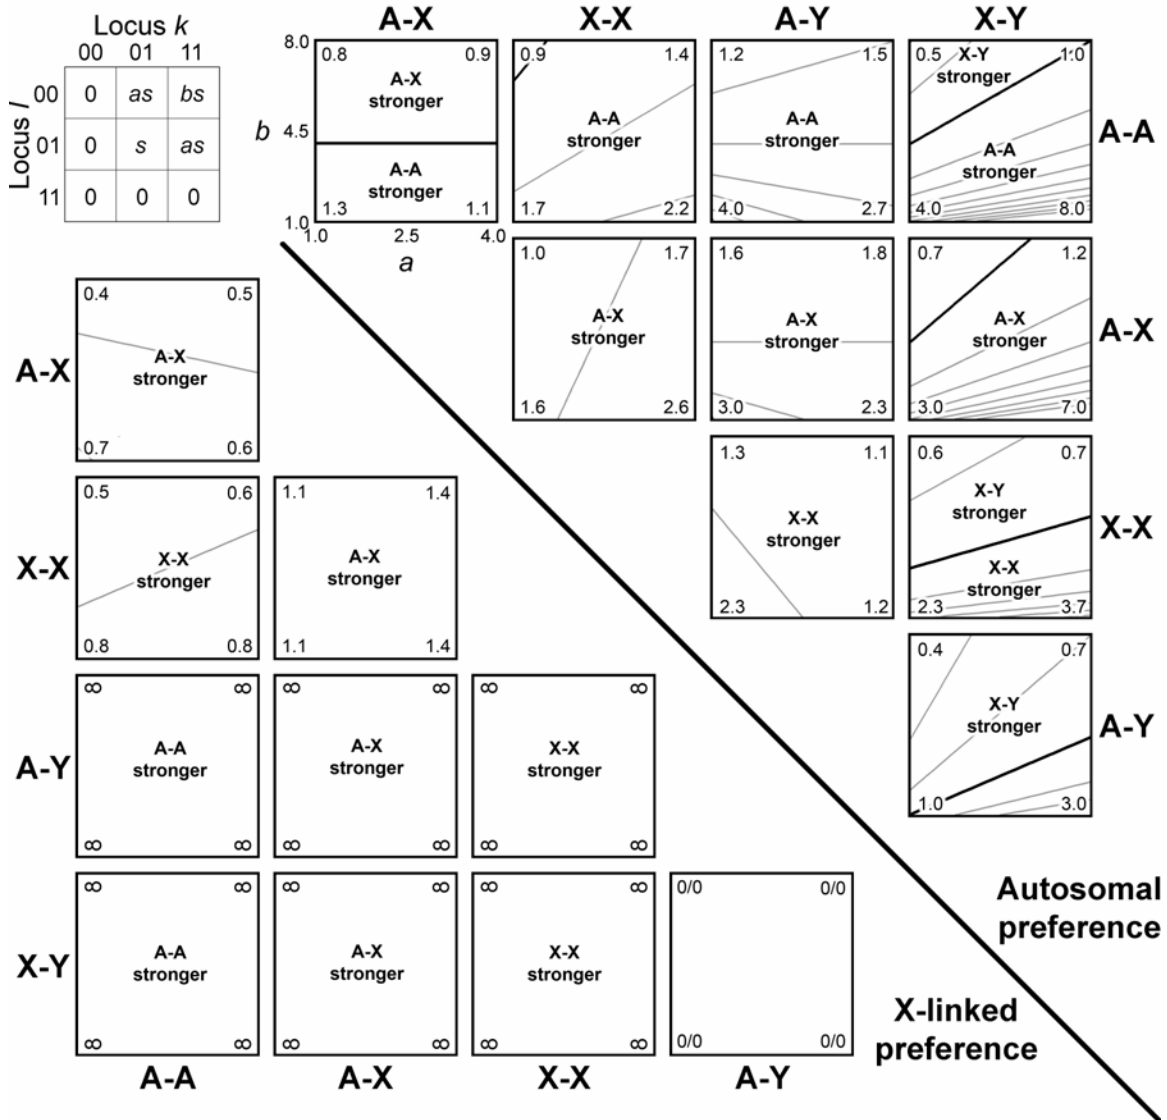 Locus k
00 01 11
Locus l
00 0 as bs
01 0 s as
11 0 0 0
A-X X-X A-Y X-Y
8.0
b 4.5
1.0
1.0 2.5 4.0
a
0.8 0.9
A-X
stronger
A-A
stronger
1.3 1.1
0.9 1.4
A-A
stronger
1.7 2.2
1.2 1.5
A-A
stronger
4.0 2.7
0.5 1.0
X-Y
stronger
A-A
stronger
4.0 8.0
A-A
1.0 1.7
A-X
stronger
1.6 2.6
1.6 1.8
A-X
stronger
3.0 2.3
0.7 1.2
A-X
stronger
3.0 7.0
A-X
1.3 1.1
X-X
stronger
2.3 1.2
0.6 0.7
X-Y
stronger
X-X
stronger
2.3 3.7
X-X
0.4 0.7
X-Y
stronger
1.0 3.0
A-Y
Autosomal
preference
A-X
0.4 0.5
A-X
stronger
0.7 0.6
X-X
0.5 0.6
X-X
stronger
0.8 0.8
1.1 1.4
A-X
stronger
1.1 1.4
A-Y
∞ ∞
A-A
stronger
∞ ∞
∞ ∞
A-X
stronger
∞ ∞
∞ ∞
X-X
stronger
∞ ∞
X-Y
∞ ∞
A-A
stronger
∞ ∞
∞ ∞
A-X
stronger
∞ ∞
∞ ∞
X-X
stronger
∞ ∞
0/0 0/0
0/0 0/0
X-linked
preference
A-A A-X X-X A-Y